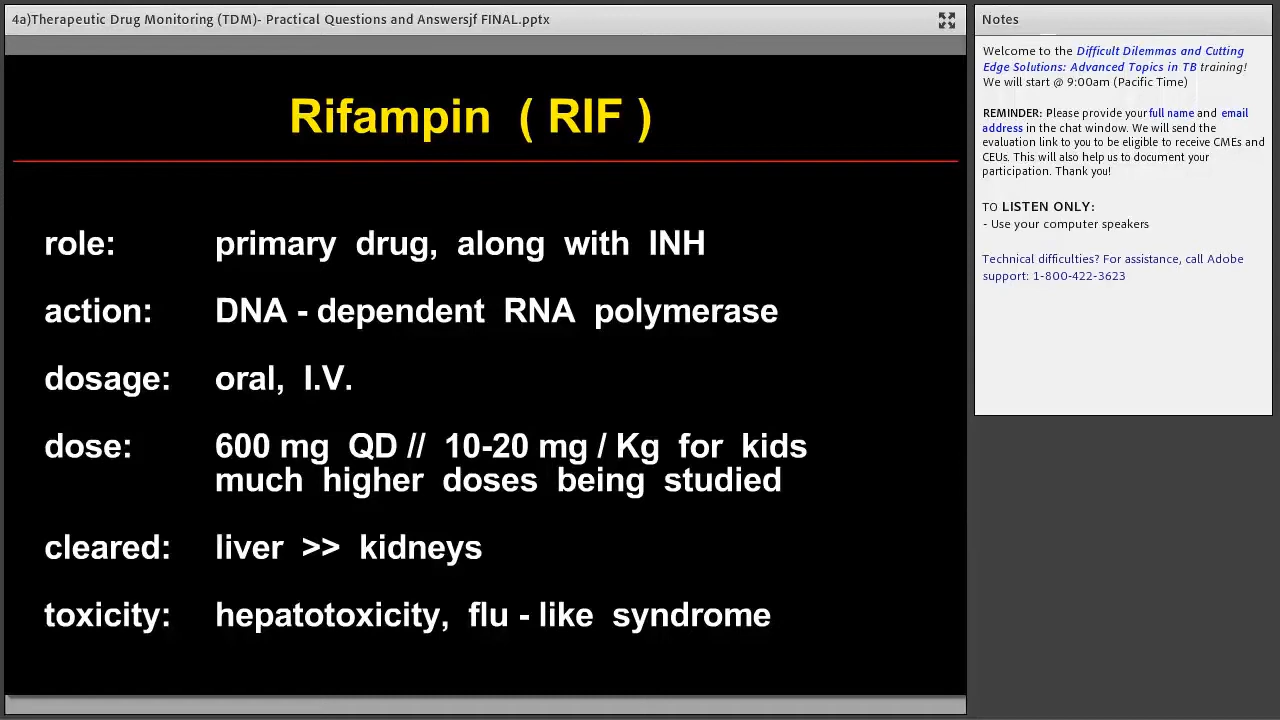 4a)Therapeutic Drug Monitoring (TDM)- Practical Questions and Answersjf FINAL.pptx
Rifampin ( RIF )
role: primary drug, along with INH
action: DNA - dependent RNA polymerase
dosage: oral, I.V.
dose: 600 mg QD // 10-20 mg / Kg for kids
much higher doses being studied
cleared: liver >> kidneys
toxicity: hepatotoxicity, flu - like syndrome
Notes
Welcome to the Difficult Dilemmas and Cutting
Edge Solutions: Advanced Topics in TB training!
We will start @ 9:00am (Pacific Time)
REMINDER: Please provide your full name and email
address in the chat window. We will send the
evaluation link to you to be eligible to receive CMEs and
CEUs. This will also help us to document your
participation. Thank you!
TO LISTEN ONLY:
- Use your computer speakers
Technical difficulties? For assistance, call Adobe
support: 1-800-422-3623